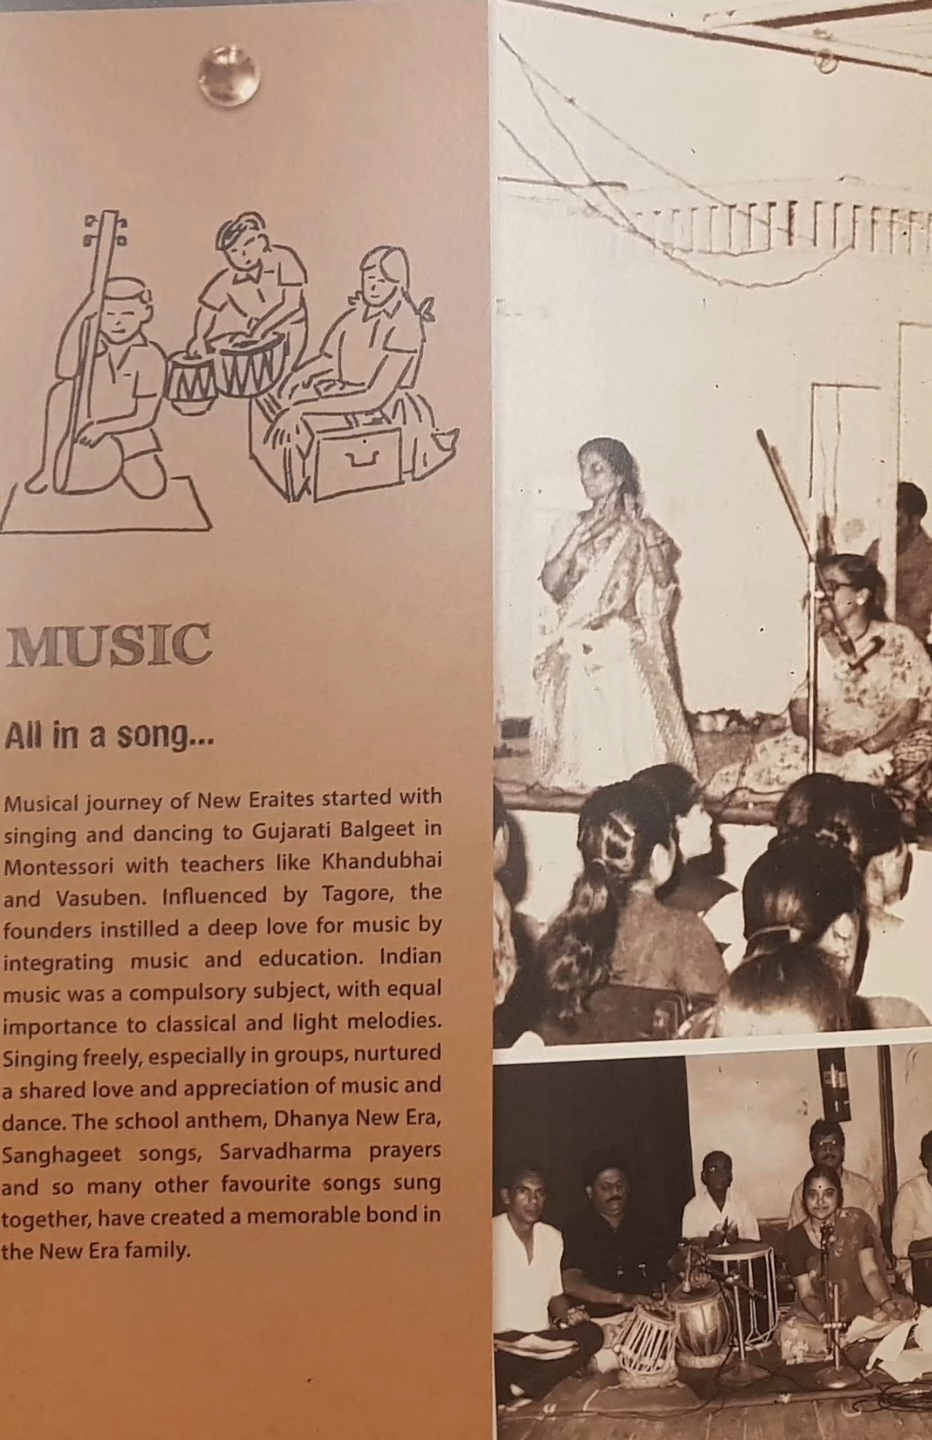 MUSIC
All in a song...
Musical journey of New Eraites started with
singing and dancing to Gujarati Balgeet in
Montessori with teachers like Khandubhai
and Vasuben. Influenced by Tagore, the
founders instilled a deep love for music by
integrating music and education. Indian
music was a compulsory subject, with equal
importance to classical and light melodies.
Singing freely, especially in groups, nurtured
a shared love and appreciation of music and
dance. The school anthem, Dhanya New Era,
Sanghageet songs, Sarvadharma prayers
and so many other favourite songs sung
together, have created a memorable bond in
the New Era family.